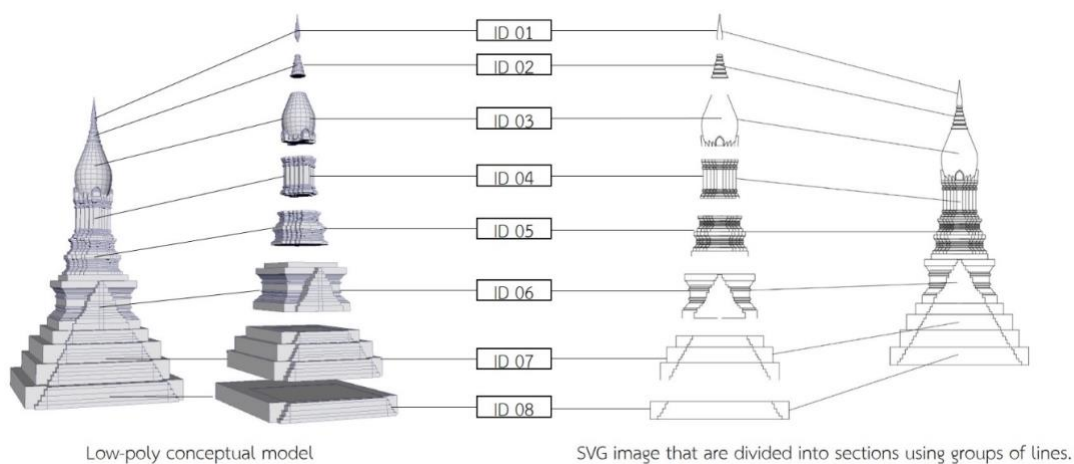 ID 01
ID 02
ID 03
ID 04
ID 05
ID 06
ID 07
ID 08
Low-poly conceptual model
SVG image that are divided into sections using groups of lines.